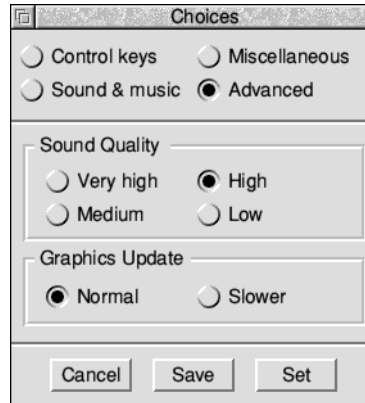 Choices
Control keys Miscellaneous
Sound & music Advanced
Sound Quality
Very high High
Medium Low
Graphics Update
Normal Slower
Cancel Save Set